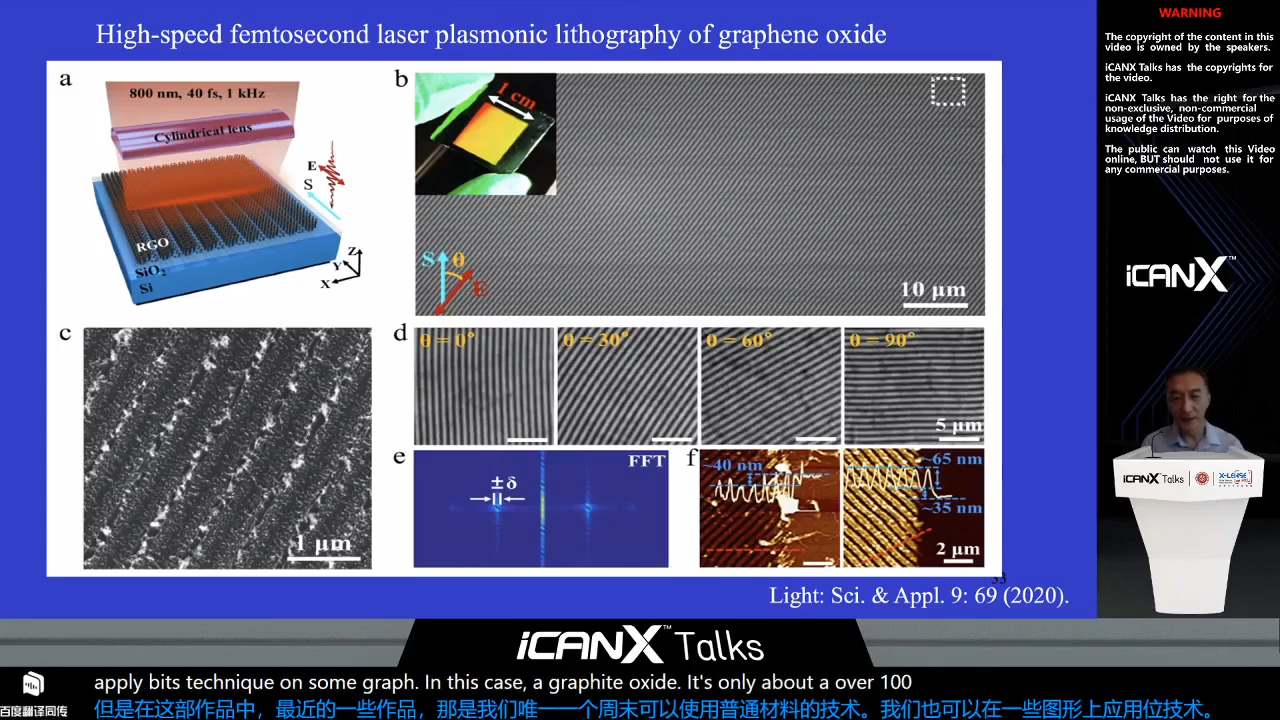 High-speed femtosecond laser plasmonic lithography of graphene oxide
a
800 nm, 40 fs, 1 kHz
Cylindrical lens
E
S
RGO
SiO₂
Si
Z
Y
X
b
1 cm
S
θ
E
10 μm
c
1 μm
d
θ = 0°
θ = 30°
θ = 60°
θ = 90°
5 μm
e
FFT
± δ
f
~40 nm
~65 nm
~35 nm
2 μm
33
Light: Sci. & Appl. 9: 69 (2020).
WARNING
The copyright of the content in this
video is owned by the speakers.
iCANX Talks has the copyrights for
the video.
iCANX Talks has the right for the
non-exclusive, non-commercial
usage of the Video for purposes of
knowledge distribution.
The public can watch this Video
online, BUT should not use it for
any commercial purposes.
iCANX™
iCANX Talks
iCANX™ Talks
apply bits technique on some graph. In this case, a graphite oxide. It's only about a over 100
百度翻译同传
但是在这部作品中，最近的一些作品，那是我们唯一一个周末可以使用普通材料的技术。我们也可以在一些图形上应用位技术。